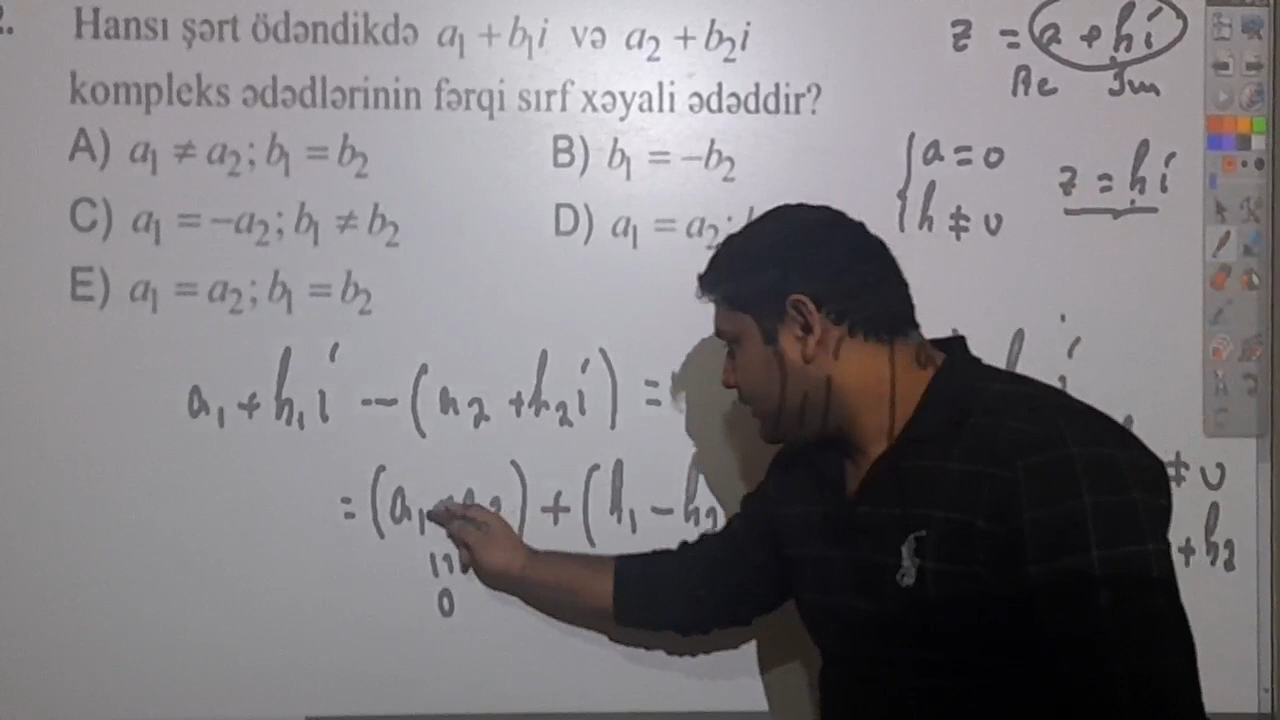 Hansı şərt ödəndikdə a₁ + b₁i və a₂ + b₂i
kompleks ədədlərinin fərqi sırf xəyali ədəddir?
A) a₁ ≠ a₂; b₁ = b₂
B) b₁ = −b₂
C) a₁ = −a₂; b₁ ≠ b₂
D) a₁ = a₂;
E) a₁ = a₂; b₁ = b₂
z = a + bi
Re Im
a = 0
b ≠ 0
z = bi
a₁ + b₁i − (a₂ + b₂i) =
= (a₁ − a₂) + (b₁ − b₂
0
≠ 0
≠ b₂